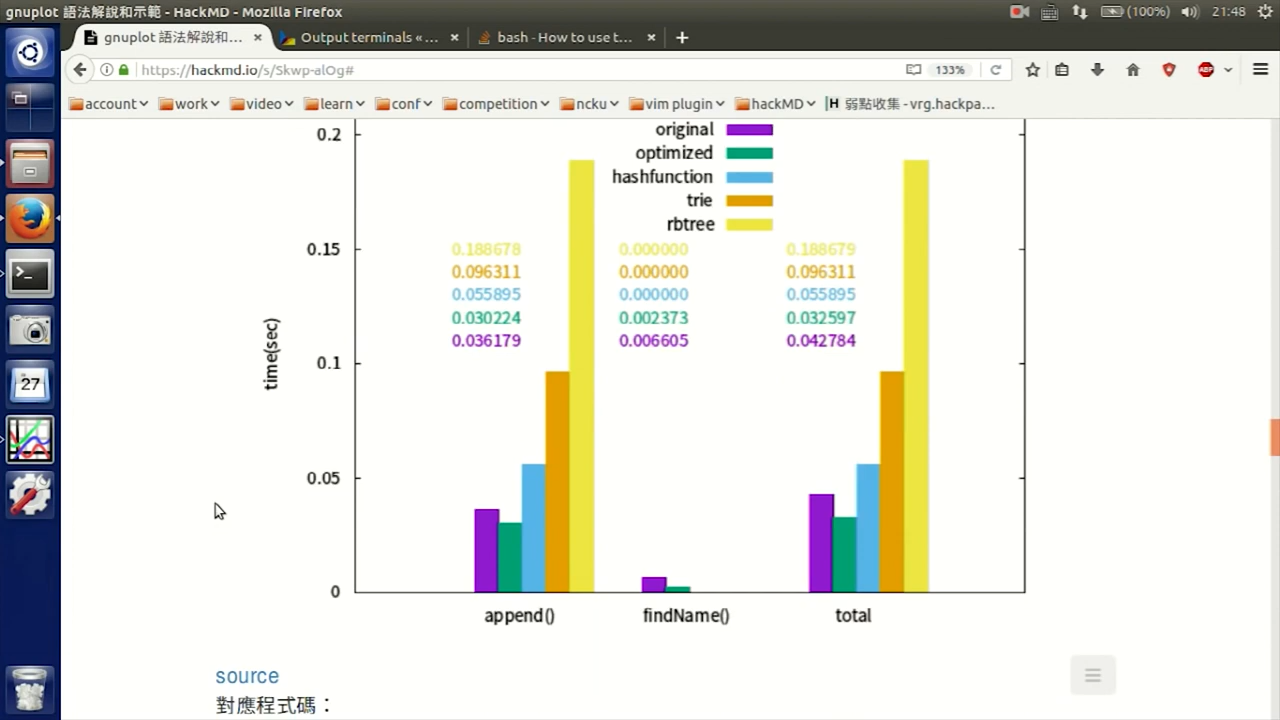 gnuplot 語法解說和示範 - HackMD - Mozilla Firefox
(100%)
21:48
gnuplot 語法解說和... ×
Output terminals «... ×
bash - How to use t... ×
https://hackmd.io/s/Skwp-alOg#
133%
account
work
video
learn
conf
competition
ncku
vim plugin
hackMD
H 弱點收集 - vrg.hackpa...
ABP
27
original
optimized
hashfunction
trie
rbtree
0.2
0.15
0.1
0.05
0
time(sec)
0.188678 0.000000 0.188679
0.096311 0.000000 0.096311
0.055895 0.000000 0.055895
0.030224 0.002373 0.032597
0.036179 0.006605 0.042784
append() findName() total
source
對應程式碼：